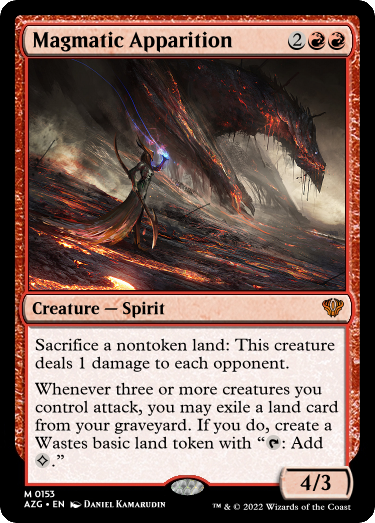 Magmatic Apparition 2
Creature — Spirit
Sacrifice a nontoken land: This creature
deals 1 damage to each opponent.
Whenever three or more creatures you
control attack, you may exile a land card
from your graveyard. If you do, create a
Wastes basic land token with “: Add
.”
4/3
M 0153
AZG • EN Daniel Kamarudin
™ & © 2022 Wizards of the Coast